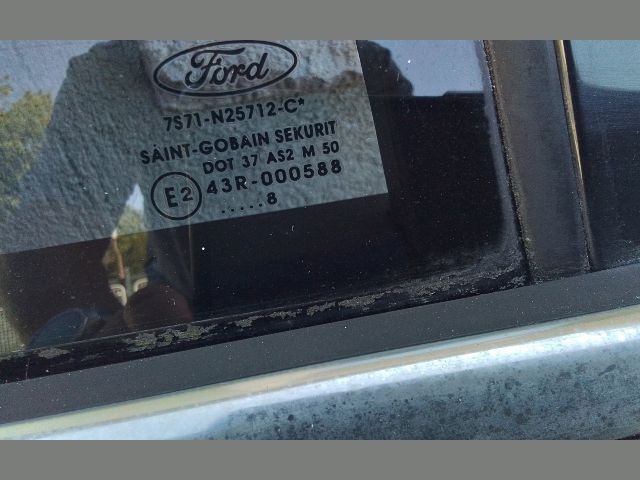 Ford
7S71-N25712-C*
SAINT-GOBAIN SEKURIT
DOT 37 AS2 M 50
E2 43R-000588
.....8